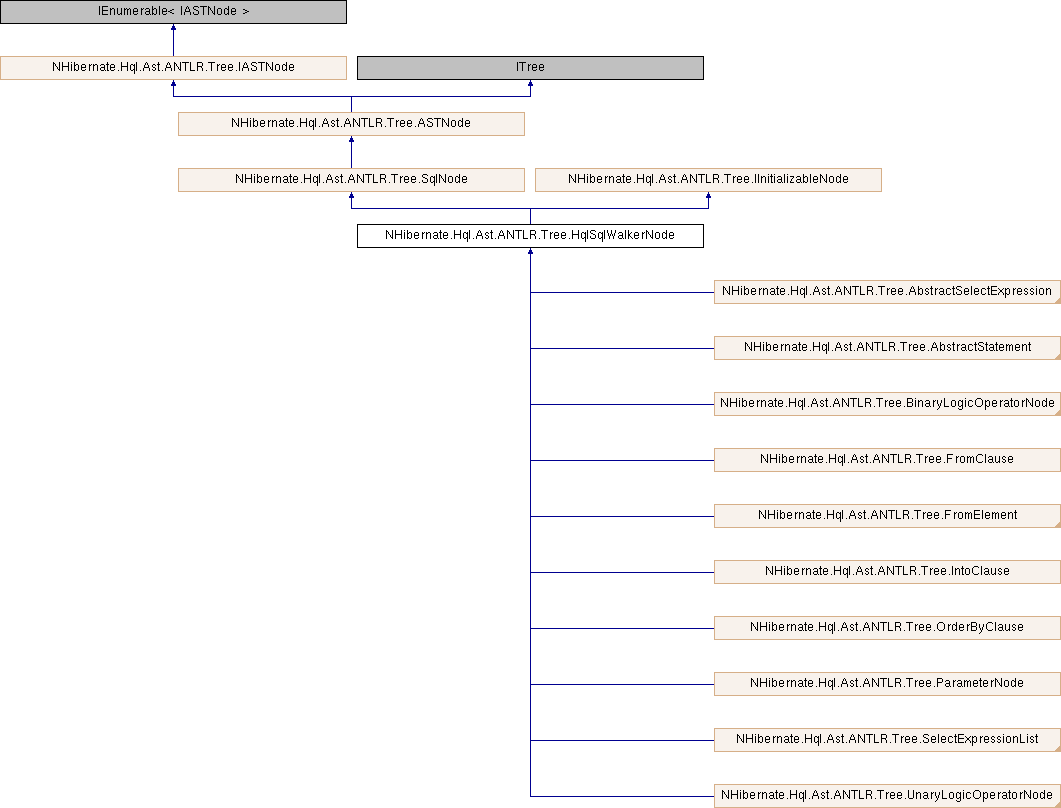 IEnumerable< IASTNode >
NHibernate.Hql.Ast.ANTLR.Tree.IASTNode
ITree
NHibernate.Hql.Ast.ANTLR.Tree.ASTNode
NHibernate.Hql.Ast.ANTLR.Tree.SqlNode
NHibernate.Hql.Ast.ANTLR.Tree.IInitializableNode
NHibernate.Hql.Ast.ANTLR.Tree.HqlSqlWalkerNode
NHibernate.Hql.Ast.ANTLR.Tree.AbstractSelectExpression
NHibernate.Hql.Ast.ANTLR.Tree.AbstractStatement
NHibernate.Hql.Ast.ANTLR.Tree.BinaryLogicOperatorNode
NHibernate.Hql.Ast.ANTLR.Tree.FromClause
NHibernate.Hql.Ast.ANTLR.Tree.FromElement
NHibernate.Hql.Ast.ANTLR.Tree.IntoClause
NHibernate.Hql.Ast.ANTLR.Tree.OrderByClause
NHibernate.Hql.Ast.ANTLR.Tree.ParameterNode
NHibernate.Hql.Ast.ANTLR.Tree.SelectExpressionList
NHibernate.Hql.Ast.ANTLR.Tree.UnaryLogicOperatorNode